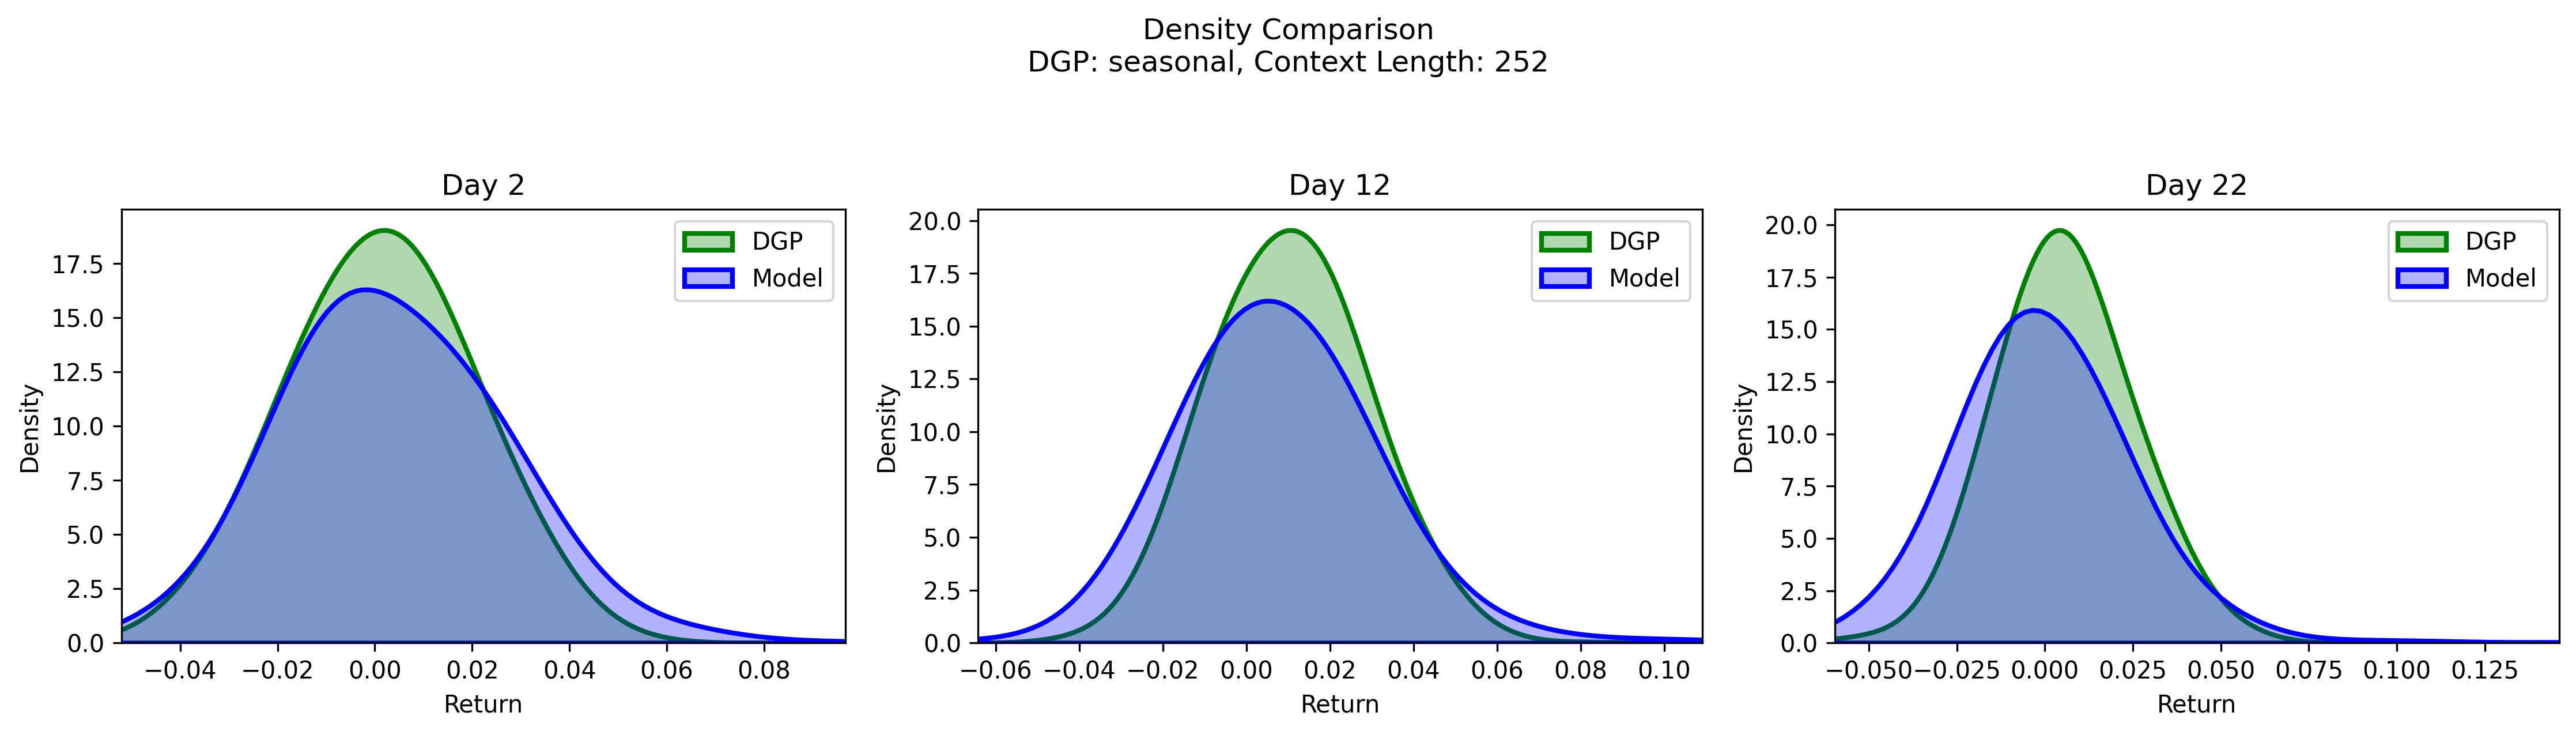 Density Comparison
DGP: seasonal, Context Length: 252
Day 2
DGP
Model
Density
17.5
15.0
12.5
10.0
7.5
5.0
2.5
0.0
−0.04 −0.02 0.00 0.02 0.04 0.06 0.08
Return
Day 12
DGP
Model
Density
20.0
17.5
15.0
12.5
10.0
7.5
5.0
2.5
0.0
−0.06 −0.04 −0.02 0.00 0.02 0.04 0.06 0.08 0.10
Return
Day 22
DGP
Model
Density
20.0
17.5
15.0
12.5
10.0
7.5
5.0
2.5
0.0
−0.050 −0.025 0.000 0.025 0.050 0.075 0.100 0.125
Return